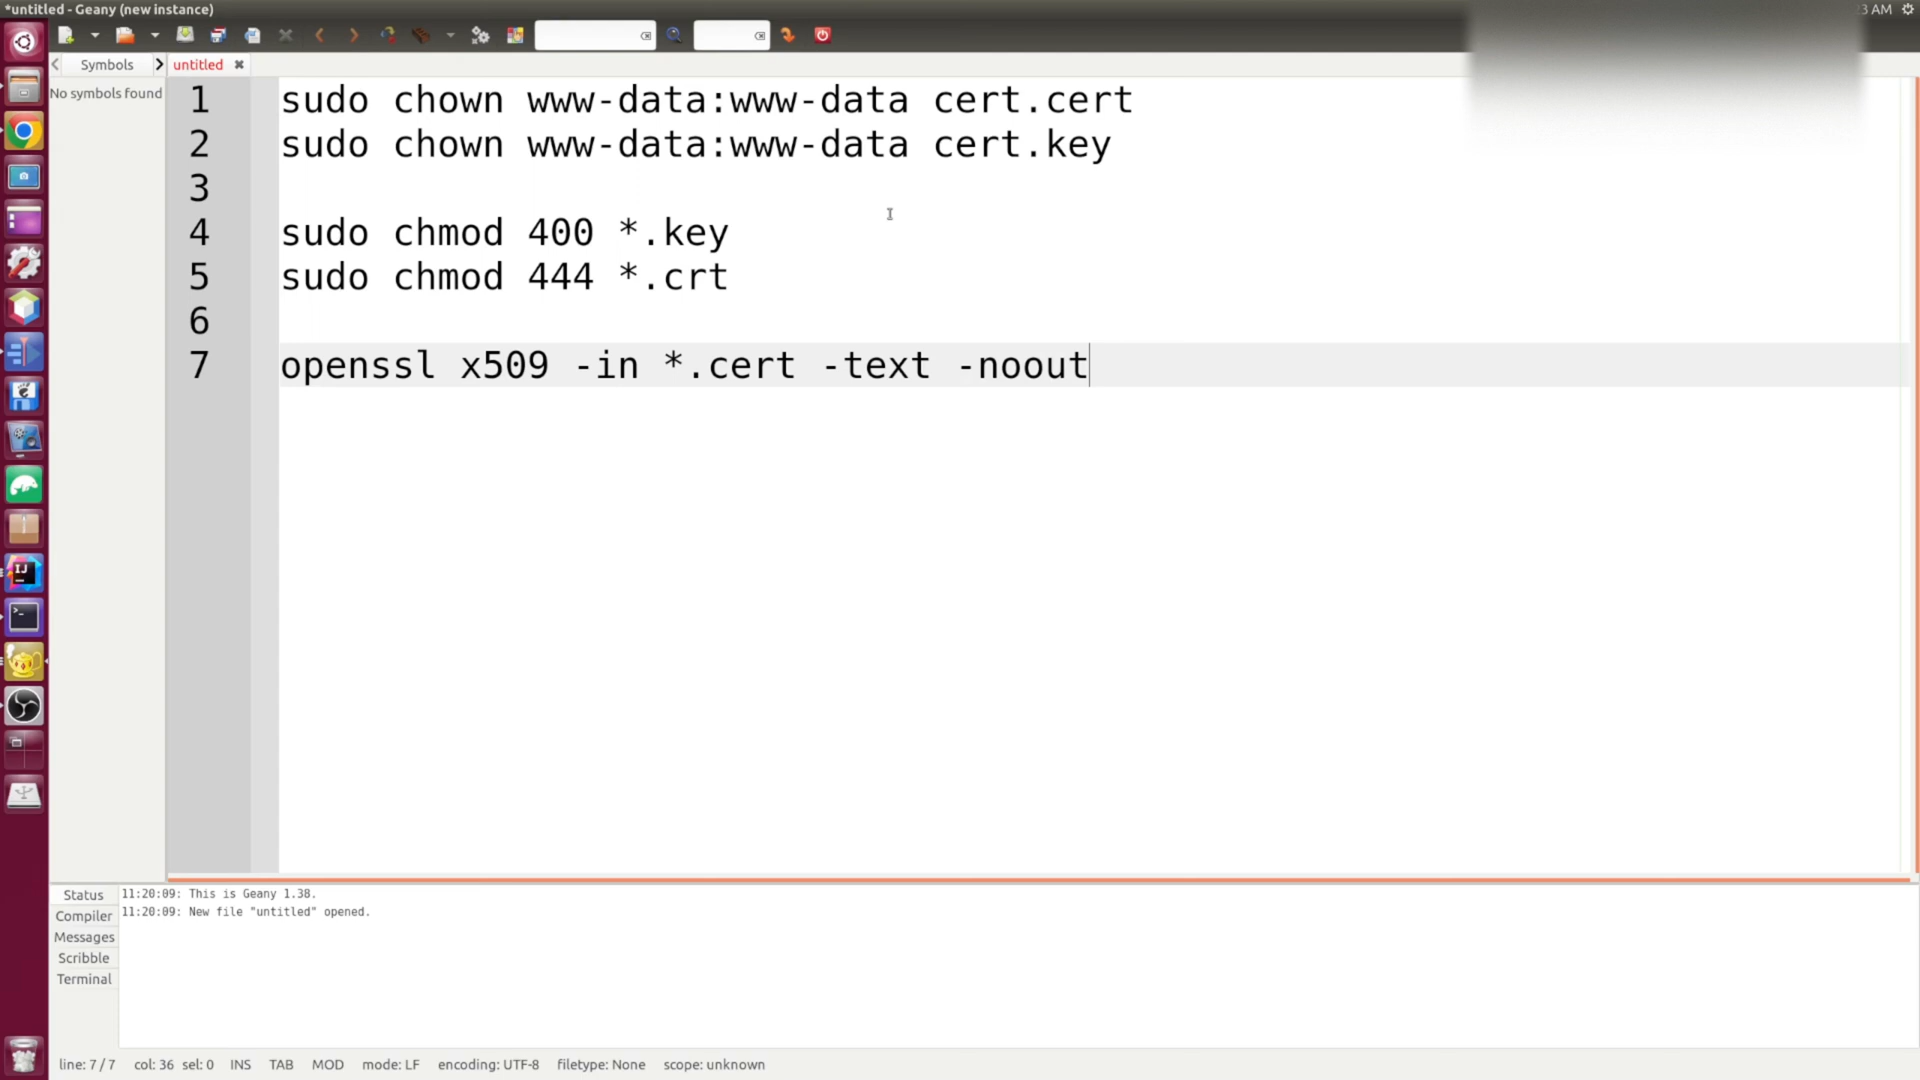 *untitled - Geany (new instance)
3 AM
Symbols
untitled
No symbols found
1 sudo chown www-data:www-data cert.cert
2 sudo chown www-data:www-data cert.key
3
4 sudo chmod 400 *.key
5 sudo chmod 444 *.crt
6
7 openssl x509 -in *.cert -text -noout
Status
Compiler
Messages
Scribble
Terminal
11:20:09: This is Geany 1.38.
11:20:09: New file "untitled" opened.
line: 7 / 7 col: 36 sel: 0 INS TAB MOD mode: LF encoding: UTF-8 filetype: None scope: unknown